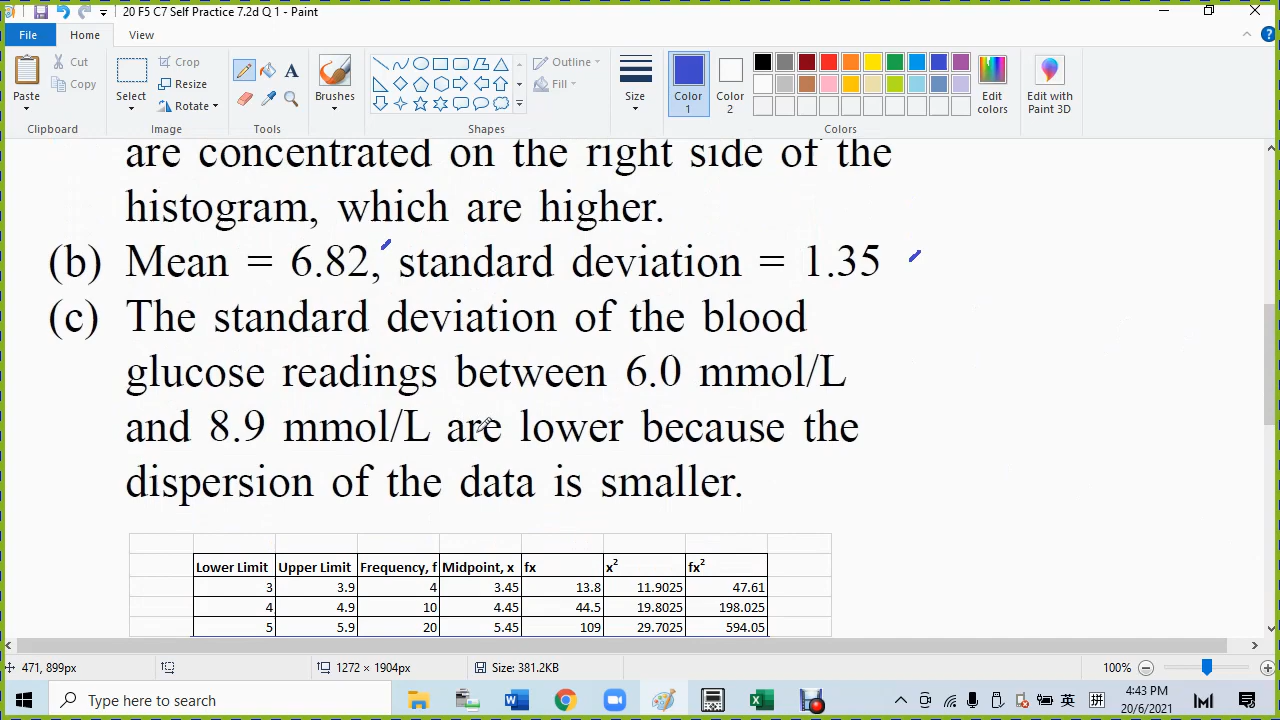 20 F5 C7 Self Practice 7.2d Q 1 - Paint
File Home View
Paste Cut Copy
Select Crop Resize Rotate
A
Brushes
Outline Fill
Size
Color 1 Color 2
Edit colors
Edit with Paint 3D
Clipboard Image Tools Shapes Colors
are concentrated on the right side of the
histogram, which are higher.
(b) Mean = 6.82, standard deviation = 1.35
(c) The standard deviation of the blood
glucose readings between 6.0 mmol/L
and 8.9 mmol/L are lower because the
dispersion of the data is smaller.
Lower Limit Upper Limit Frequency, f Midpoint, x fx x² fx²
3 3.9 4 3.45 13.8 11.9025 47.61
4 4.9 10 4.45 44.5 19.8025 198.025
5 5.9 20 5.45 109 29.7025 594.05
471, 899px 1272 × 1904px Size: 381.2KB 100%
Type here to search
英 拼 4:43 PM
20/6/2021